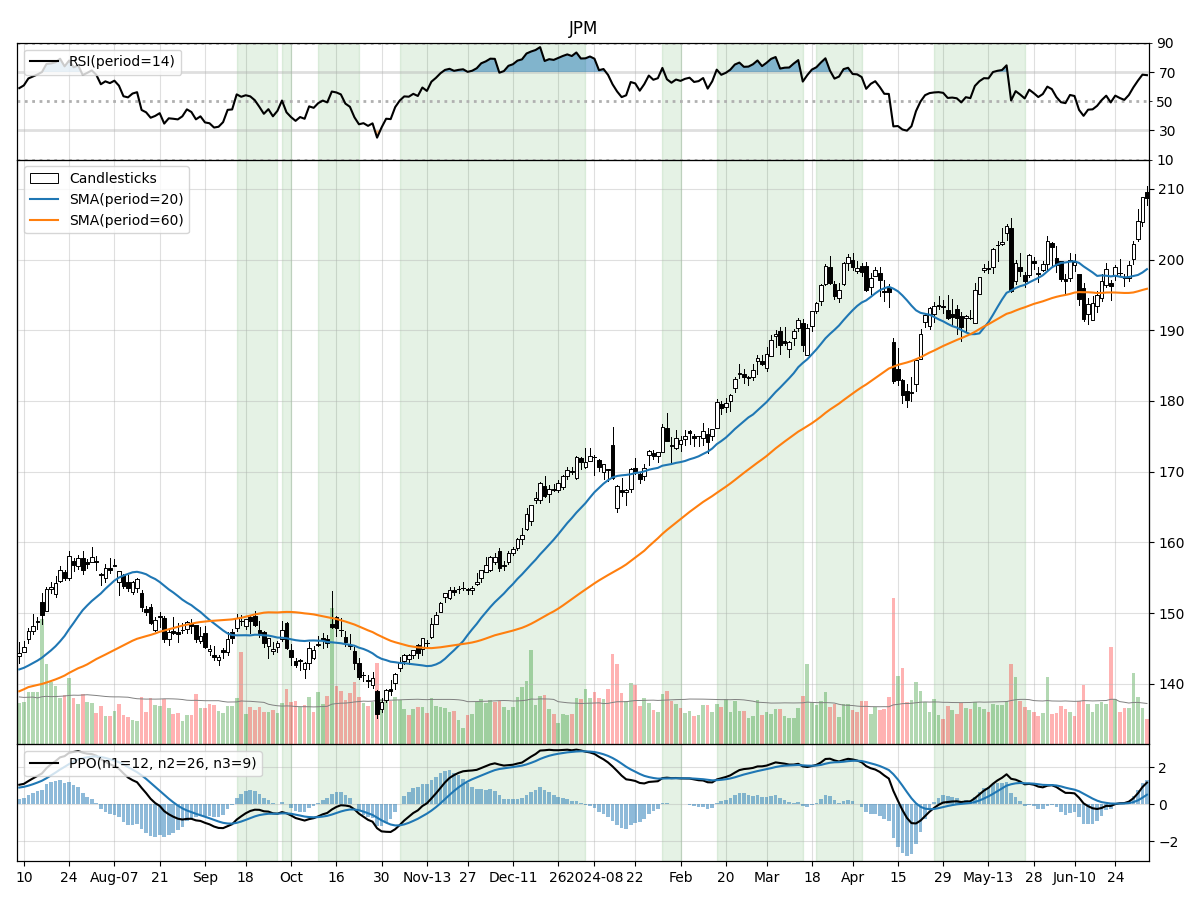 JPM
RSI(period=14)
90
70
50
30
10
Candlesticks
SMA(period=20)
SMA(period=60)
210
200
190
180
170
160
150
140
PPO(n1=12, n2=26, n3=9)
2
0
−2
10 24 Aug-07 21 Sep 18 Oct 16 30 Nov-13 27 Dec-11 26 2024-08 22 Feb 20 Mar 18 Apr 15 29 May-13 28 Jun-10 24